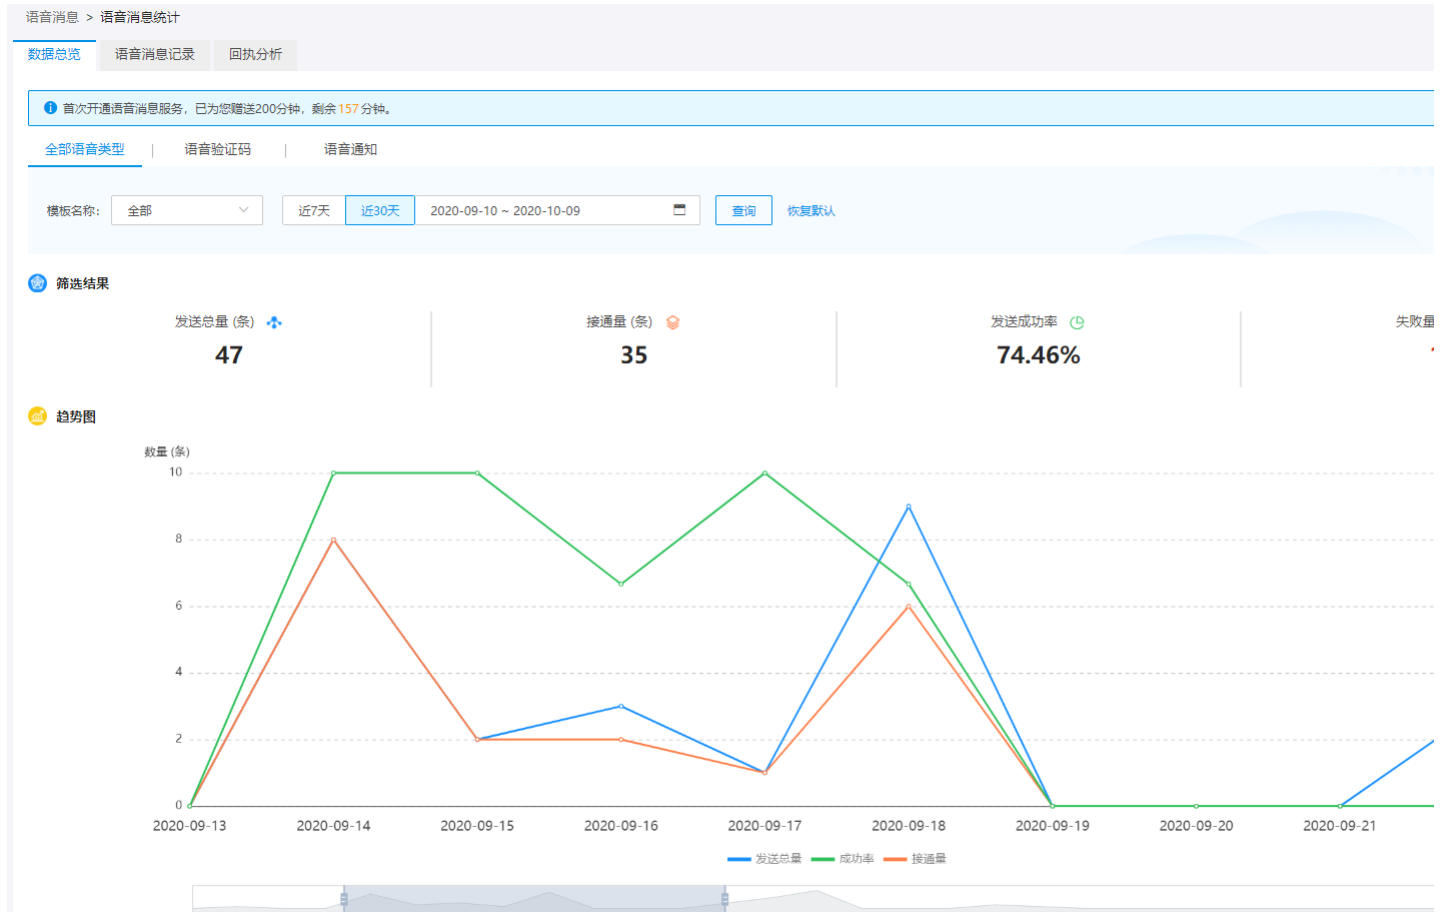 语音消息 > 语音消息统计
数据总览 语音消息记录 回执分析
首次开通语音消息服务，已为您赠送200分钟，剩余157分钟。
全部语音类型 | 语音验证码 | 语音通知
模板名称： 全部 近7天 近30天 2020-09-10 ~ 2020-10-09 查询 恢复默认
筛选结果
发送总量 (条) 接通量 (条) 发送成功率 失败量
47 35 74.46%
趋势图
数量 (条)
10
8
6
4
2
0
2020-09-13 2020-09-14 2020-09-15 2020-09-16 2020-09-17 2020-09-18 2020-09-19 2020-09-20 2020-09-21
发送总量 成功率 接通量